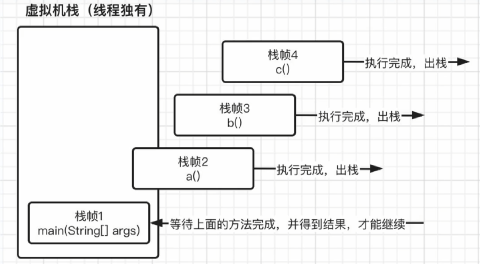 虚拟机栈（线程独有）
栈帧4
c()
执行完成，出栈
栈帧3
b()
执行完成，出栈
栈帧2
a()
执行完成，出栈
栈帧1
main(String[] args)
等待上面的方法完成，并得到结果，才能继续